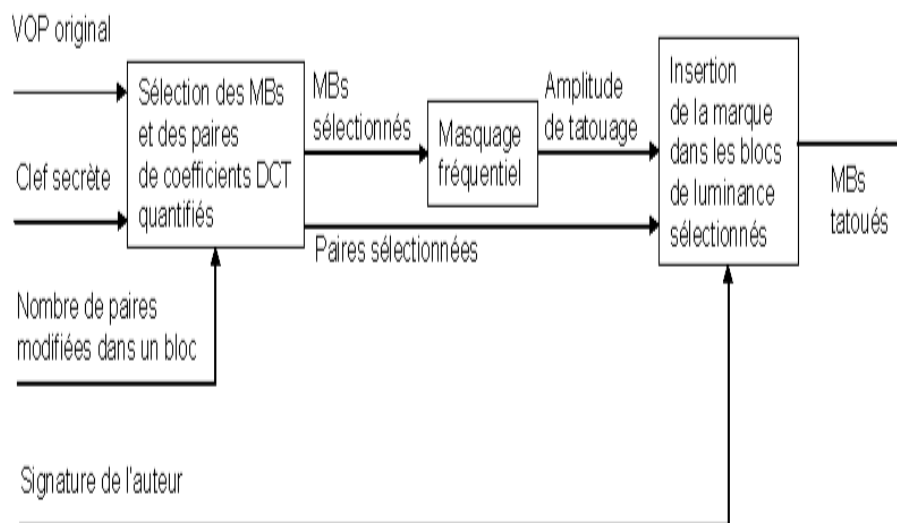 VOP original
Clef secrète
Sélection des MBs
et des paires
de coefficients DCT
quantifiés
Nombre de paires
modifiées dans un bloc
MBs
sélectionnés
Paires sélectionnées
Masquage
fréquentiel
Amplitude
de tatouage
Insertion
de la marque
dans les blocs
de luminance
sélectionnés
MBs
tatoués
Signature de l'auteur